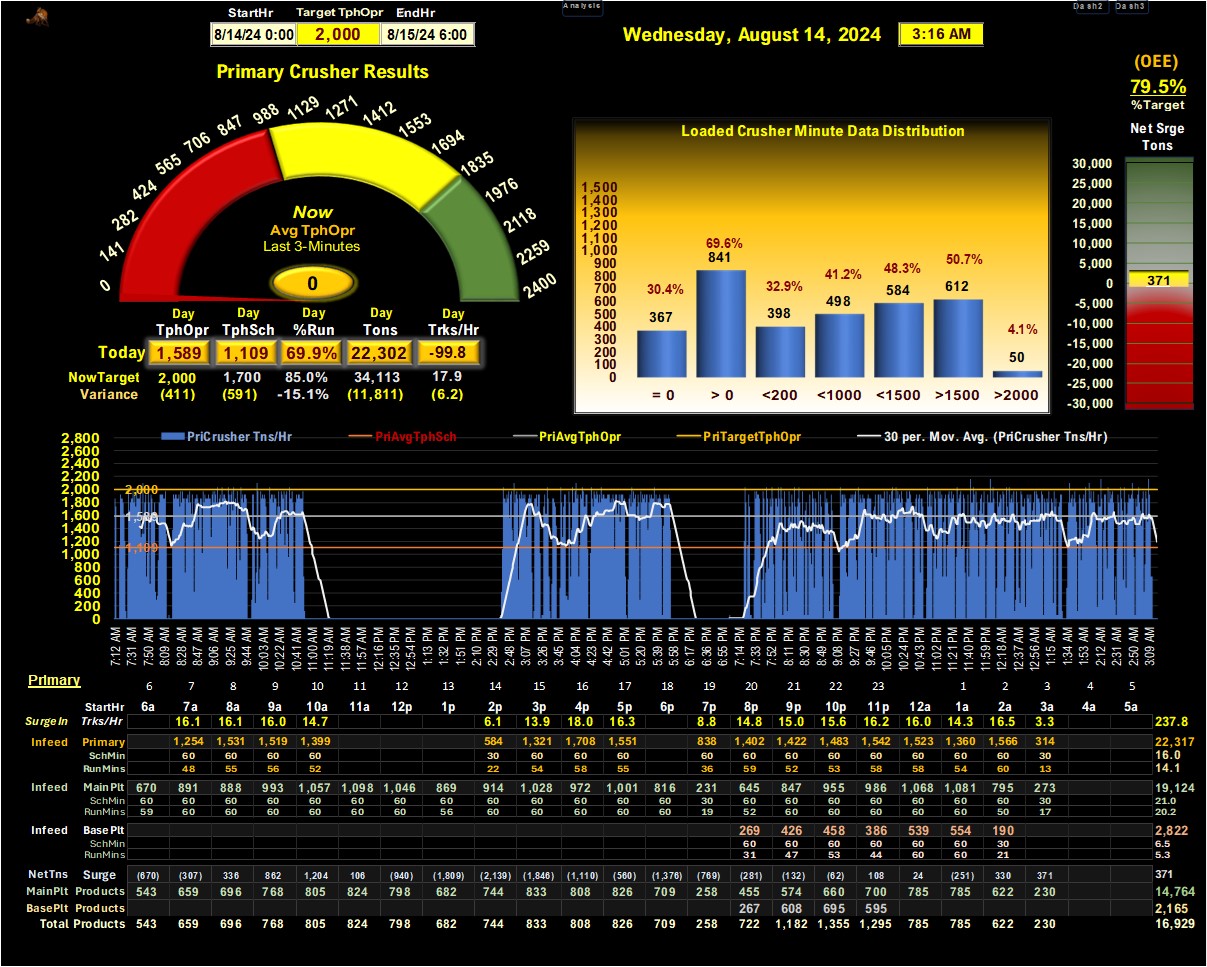 Analysis
Dash2 Dash3
StartHr Target TphOpr EndHr
8/14/24 0:00 2,000 8/15/24 6:00
Wednesday, August 14, 2024 3:16 AM
(OEE)
79.5%
%Target
Primary Crusher Results
0 141 282 424 565 706 847 988 1129 1271 1412 1553 1694 1835 1976 2118 2259 2400
Now
Avg TphOpr
Last 3-Minutes
0
Day Day Day Day Day
TphOpr TphSch %Run Tons Trks/Hr
Today 1,589 1,109 69.9% 22,302 -99.8
NowTarget 2,000 1,700 85.0% 34,113 17.9
Variance (411) (591) -15.1% (11,811) (6.2)
Loaded Crusher Minute Data Distribution
1,500
1,400
1,300
1,200
1,100
1,000
900
800
700
600
500
400
300
200
100
0
30.4% 69.6% 32.9% 41.2% 48.3% 50.7% 4.1%
367 841 398 498 584 612 50
= 0 > 0 <200 <1000 <1500 >1500 >2000
Net Srge
Tons
30,000
25,000
20,000
15,000
10,000
5,000
0
-5,000
-10,000
-15,000
-20,000
-25,000
-30,000
371
PriCrusher Tns/Hr PriAvgTphSch PriAvgTphOpr PriTargetTphOpr 30 per. Mov. Avg. (PriCrusher Tns/Hr)
2,800
2,600
2,400
2,200
2,000
1,800
1,600
1,400
1,200
1,000
800
600
400
200
0
2,000
1,109
7:12 AM 7:31 AM 7:50 AM 8:09 AM 8:28 AM 8:47 AM 9:06 AM 9:25 AM 9:44 AM 10:03 AM 10:22 AM 10:41 AM 11:00 AM 11:19 AM 11:38 AM 11:57 AM 12:16 PM 12:35 PM 12:54 PM 1:13 PM 1:32 PM 1:51 PM 2:10 PM 2:29 PM 2:48 PM 3:07 PM 3:26 PM 3:45 PM 4:04 PM 4:23 PM 4:42 PM 5:01 PM 5:20 PM 5:39 PM 5:58 PM 6:17 PM 6:36 PM 6:55 PM 7:14 PM 7:33 PM 7:52 PM 8:11 PM 8:30 PM 8:49 PM 9:08 PM 9:27 PM 9:46 PM 10:05 PM 10:24 PM 10:43 PM 11:02 PM 11:21 PM 11:40 PM 11:59 PM 12:18 AM 12:37 AM 12:56 AM 1:15 AM 1:34 AM 1:53 AM 2:12 AM 2:31 AM 2:50 AM 3:09 AM
Primary
6 7 8 9 10 11 12 13 14 15 16 17 18 19 20 21 22 23 1 2 3 4 5
StartHr 6a 7a 8a 9a 10a 11a 12p 1p 2p 3p 4p 5p 6p 7p 8p 9p 10p 11p 12a 1a 2a 3a 4a 5a
SurgeIn Trks/Hr 16.1 16.1 16.0 14.7 6.1 13.9 18.0 16.3 8.8 14.8 15.0 15.6 16.2 16.0 14.3 16.5 3.3 237.8
Infeed Primary 1,254 1,531 1,519 1,399 584 1,321 1,708 1,551 838 1,402 1,422 1,483 1,542 1,523 1,360 1,566 314 22,317
SchMin 60 60 60 60 30 60 60 60 60 60 60 60 60 60 60 60 30 16.0
RunMins 48 55 56 52 22 54 58 55 36 59 52 53 58 58 54 60 13 14.1
Infeed MainPlt 670 891 888 993 1,057 1,098 1,046 869 914 1,028 972 1,001 816 231 645 847 955 986 1,068 1,081 795 273 19,124
SchMin 60 60 60 60 60 60 60 60 60 60 60 60 60 30 60 60 60 60 60 60 60 30 21.0
RunMins 59 60 60 60 60 60 60 56 60 60 60 60 60 19 52 60 60 60 60 60 50 17 20.2
Infeed BasePlt 269 426 458 386 539 554 190 2,822
SchMin 60 60 60 60 60 60 30 6.5
RunMins 31 47 53 44 60 60 21 5.3
NetTns Surge (670) (307) 336 862 1,204 106 (940) (1,809) (2,139) (1,846) (1,110) (560) (1,376) (769) (281) (132) (62) 108 24 (251) 330 371 371
MainPlt Products 543 659 696 768 805 824 798 682 744 833 808 826 709 258 455 574 660 700 785 785 622 230 14,764
BasePlt Products 267 608 695 595 2,165
Total Products 543 659 696 768 805 824 798 682 744 833 808 826 709 258 722 1,182 1,355 1,295 785 785 622 230 16,929